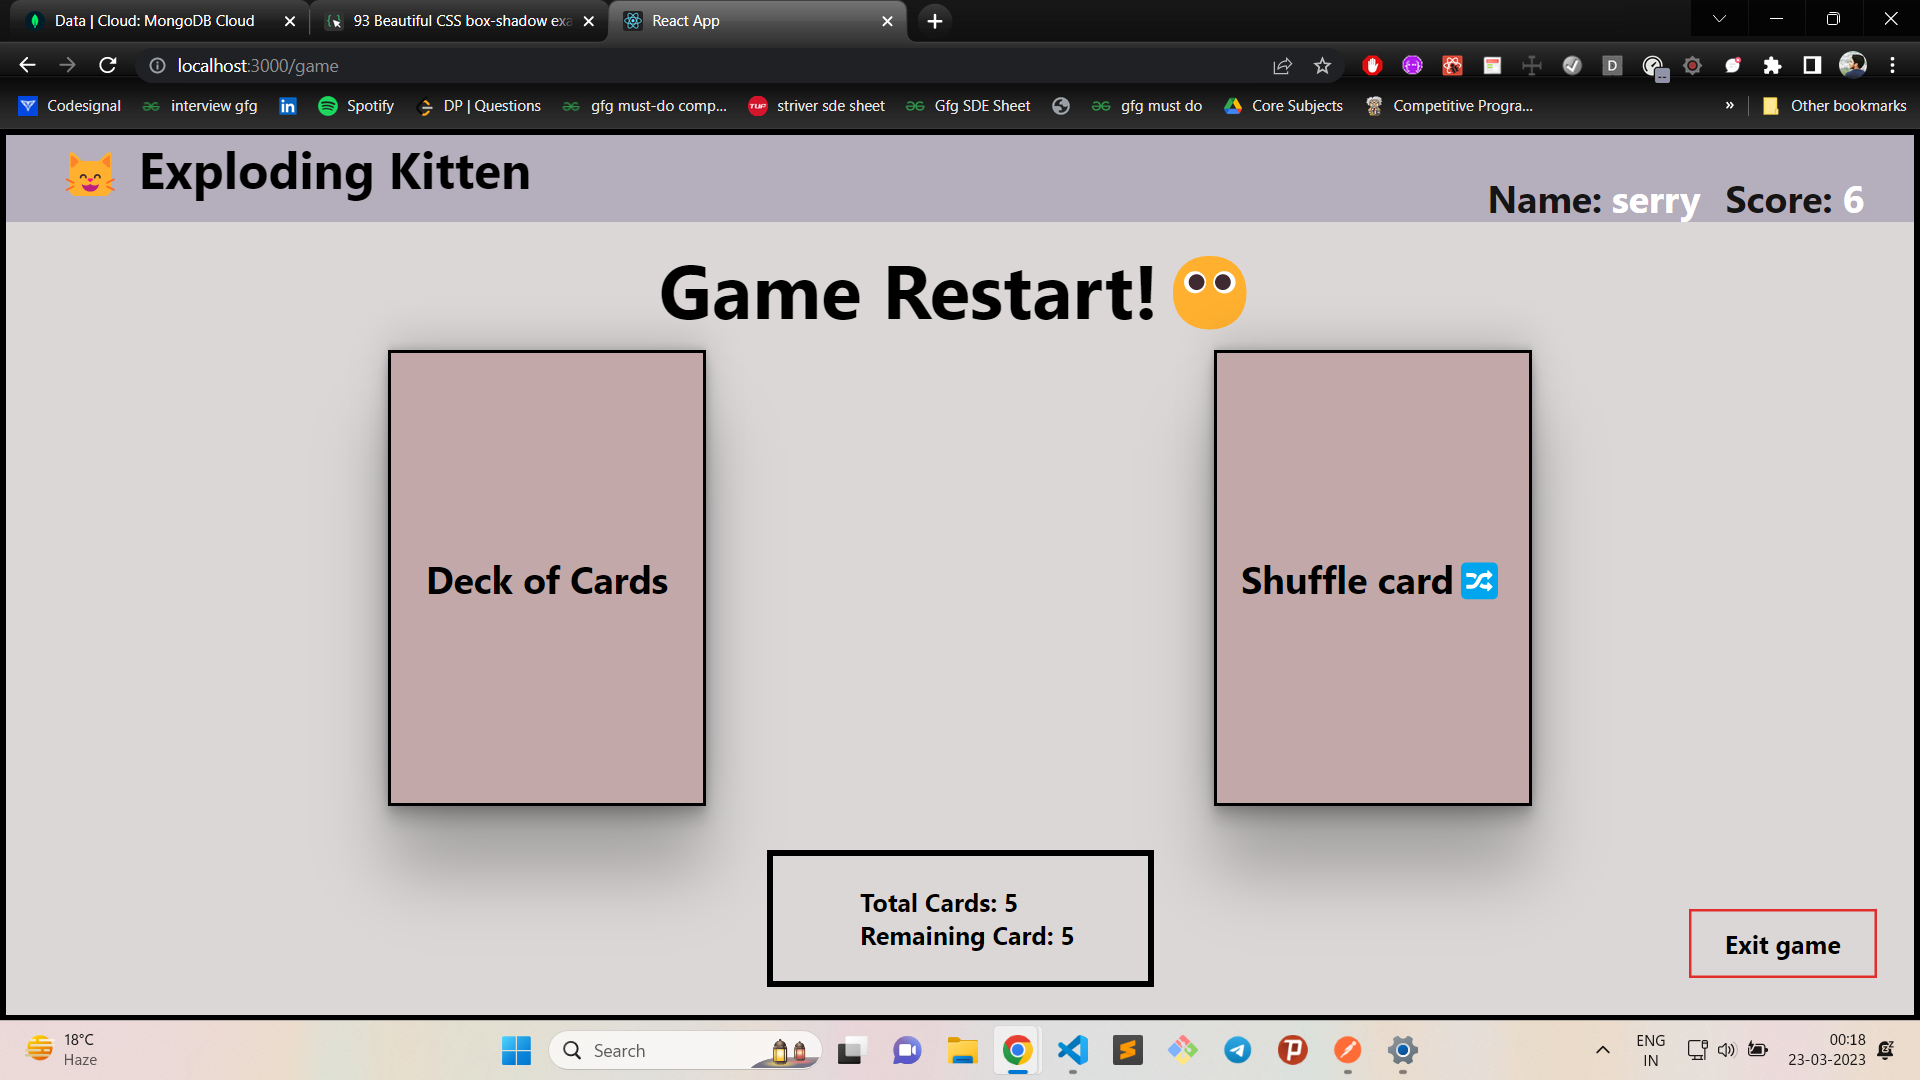 Data | Cloud: MongoDB Cloud
93 Beautiful CSS box-shadow exa
React App
localhost:3000/game
D
Codesignal
interview gfg
Spotify
DP | Questions
gfg must-do comp...
TUF
striver sde sheet
Gfg SDE Sheet
gfg must do
Core Subjects
Competitive Progra...
»
Other bookmarks
Exploding Kitten
Name: serry Score: 6
Game Restart!
Deck of Cards
Shuffle card
Total Cards: 5
Remaining Card: 5
Exit game
18°C
Haze
Search
ENG
IN
00:18
23-03-2023